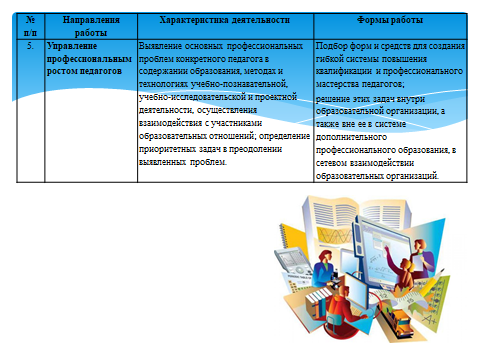 № п/п
Направления работы
Характеристика деятельности
Формы работы
5.
Управление
профессиональным
ростом педагогов
Выявление основных профессиональных
проблем конкретного педагога в
содержании образования, методах и
технологиях учебно-познавательной,
учебно-исследовательской и проектной
деятельности, осуществления
взаимодействия с участниками
образовательных отношений; определение
приоритетных задач в преодолении
выявленных проблем.
Подбор форм и средств для создания
гибкой системы повышения
квалификации и профессионального
мастерства педагогов;
решение этих задач внутри
образовательной организации, а
также вне ее в системе
дополнительного
профессионального образования, в
сетевом взаимодействии
образовательных организаций.